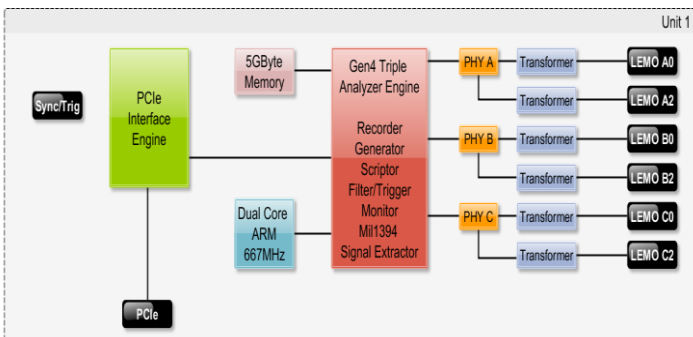 Unit 1
Sync/Trig
PCIe
Interface
Engine
PCIe
5GByte
Memory
Dual Core
ARM
667MHz
Gen4 Triple
Analyzer Engine
Recorder
Generator
Scriptor
Filter/Trigger
Monitor
Mil1394
Signal Extractor
PHY A
Transformer
LEMO A0
Transformer
LEMO A2
PHY B
Transformer
LEMO B0
Transformer
LEMO B2
PHY C
Transformer
LEMO C0
Transformer
LEMO C2